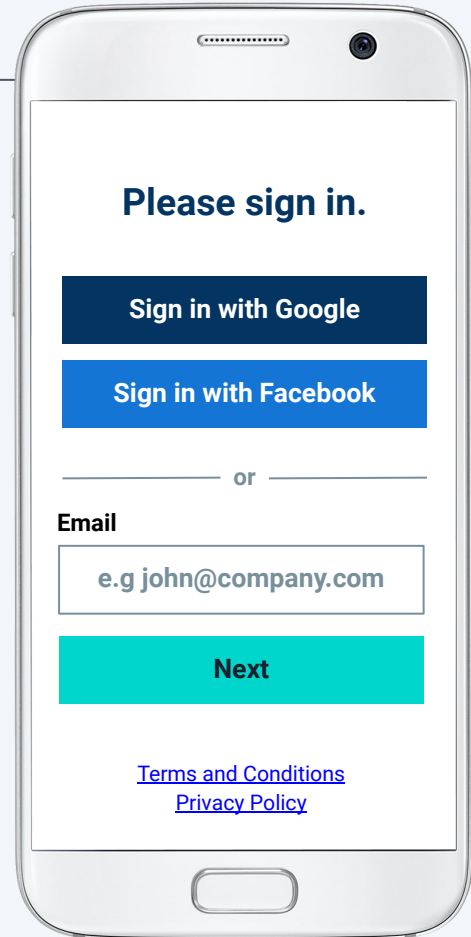 Please sign in.
Sign in with Google
Sign in with Facebook
or
Email
e.g john@company.com
Next
Terms and Conditions
Privacy Policy